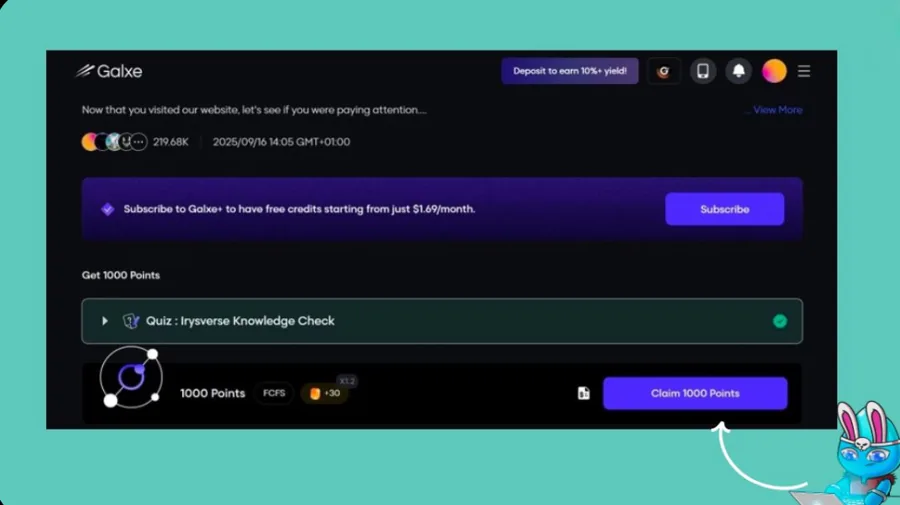 Galxe
Deposit to earn 10%+ yield!
Now that you visited our website, let's see if you were paying attention....
... View More
219.68K
2025/09/16 14:05 GMT+01:00
Subscribe to Galxe+ to have free credits starting from just $1.69/month.
Subscribe
Get 1000 Points
Quiz : Irysverse Knowledge Check
X1.2
1000 Points
FCFS
+30
Claim 1000 Points